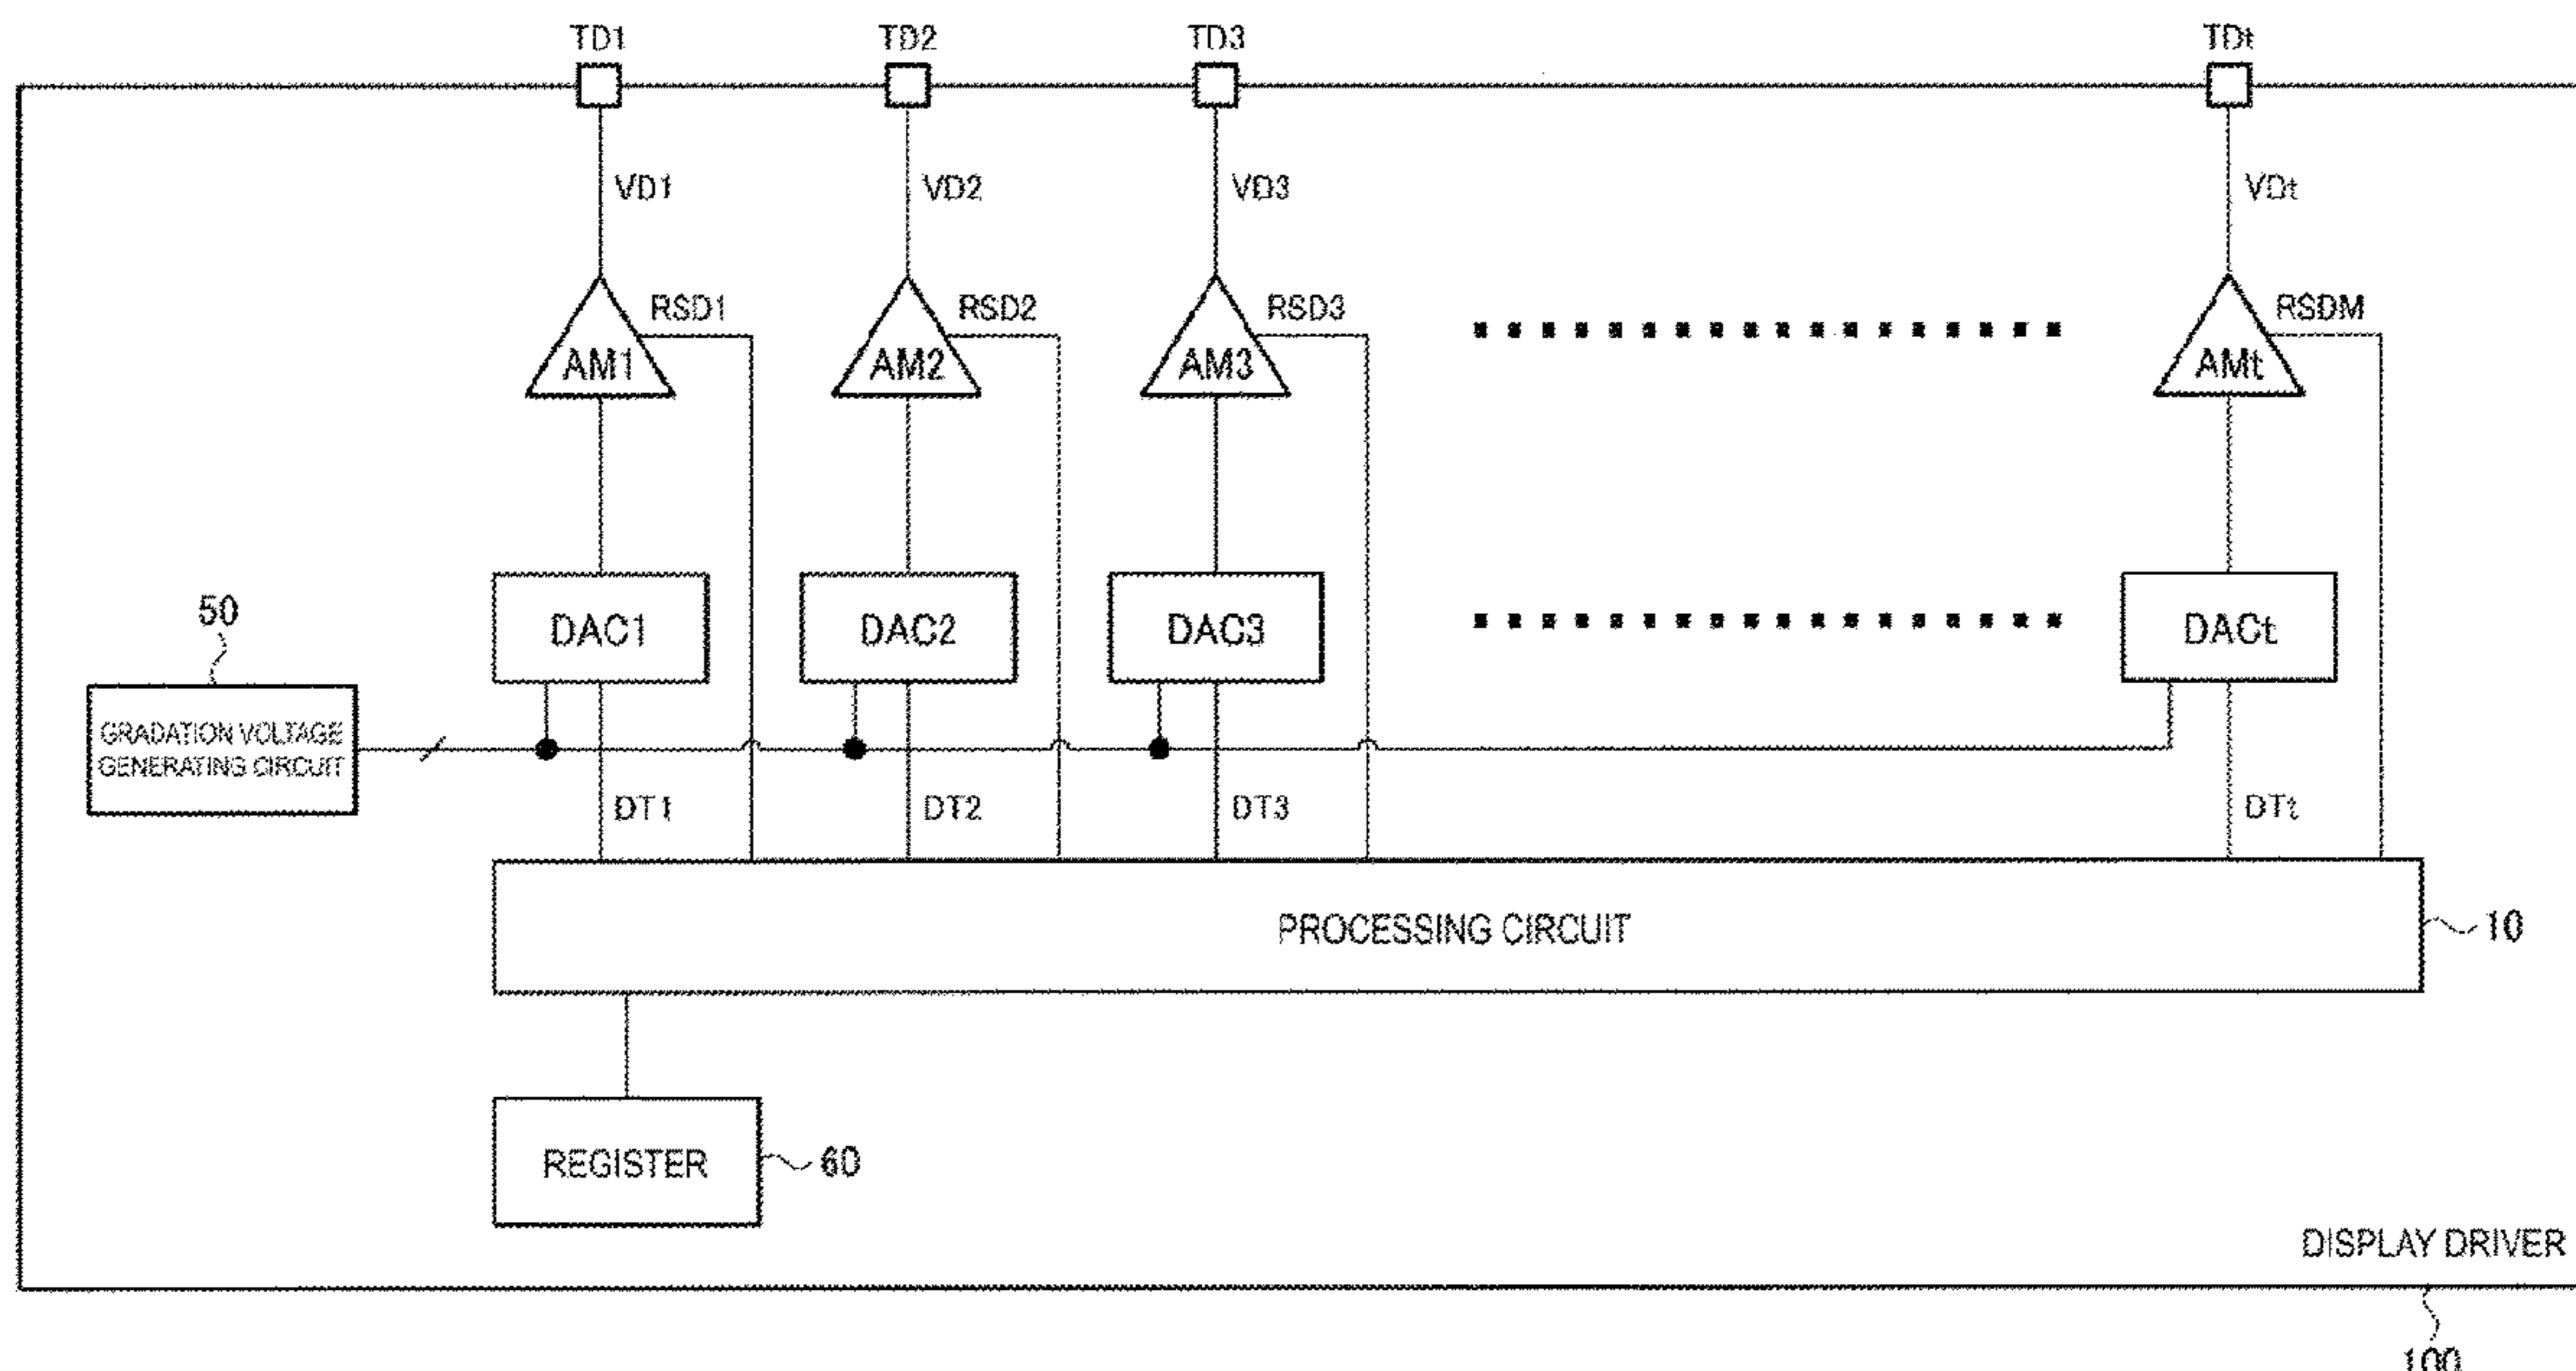 TD1 TD2 TD3 TDt
VD1 VD2 VD3 VDt
RSD1 RSD2 RSD3 RSDM
AM1 AM2 AM3 AMt
50
DAC1 DAC2 DAC3 DACt
GRADATION VOLTAGE
GENERATING CIRCUIT
DT1 DT2 DT3 DTt
PROCESSING CIRCUIT
10
REGISTER
60
DISPLAY DRIVER
100